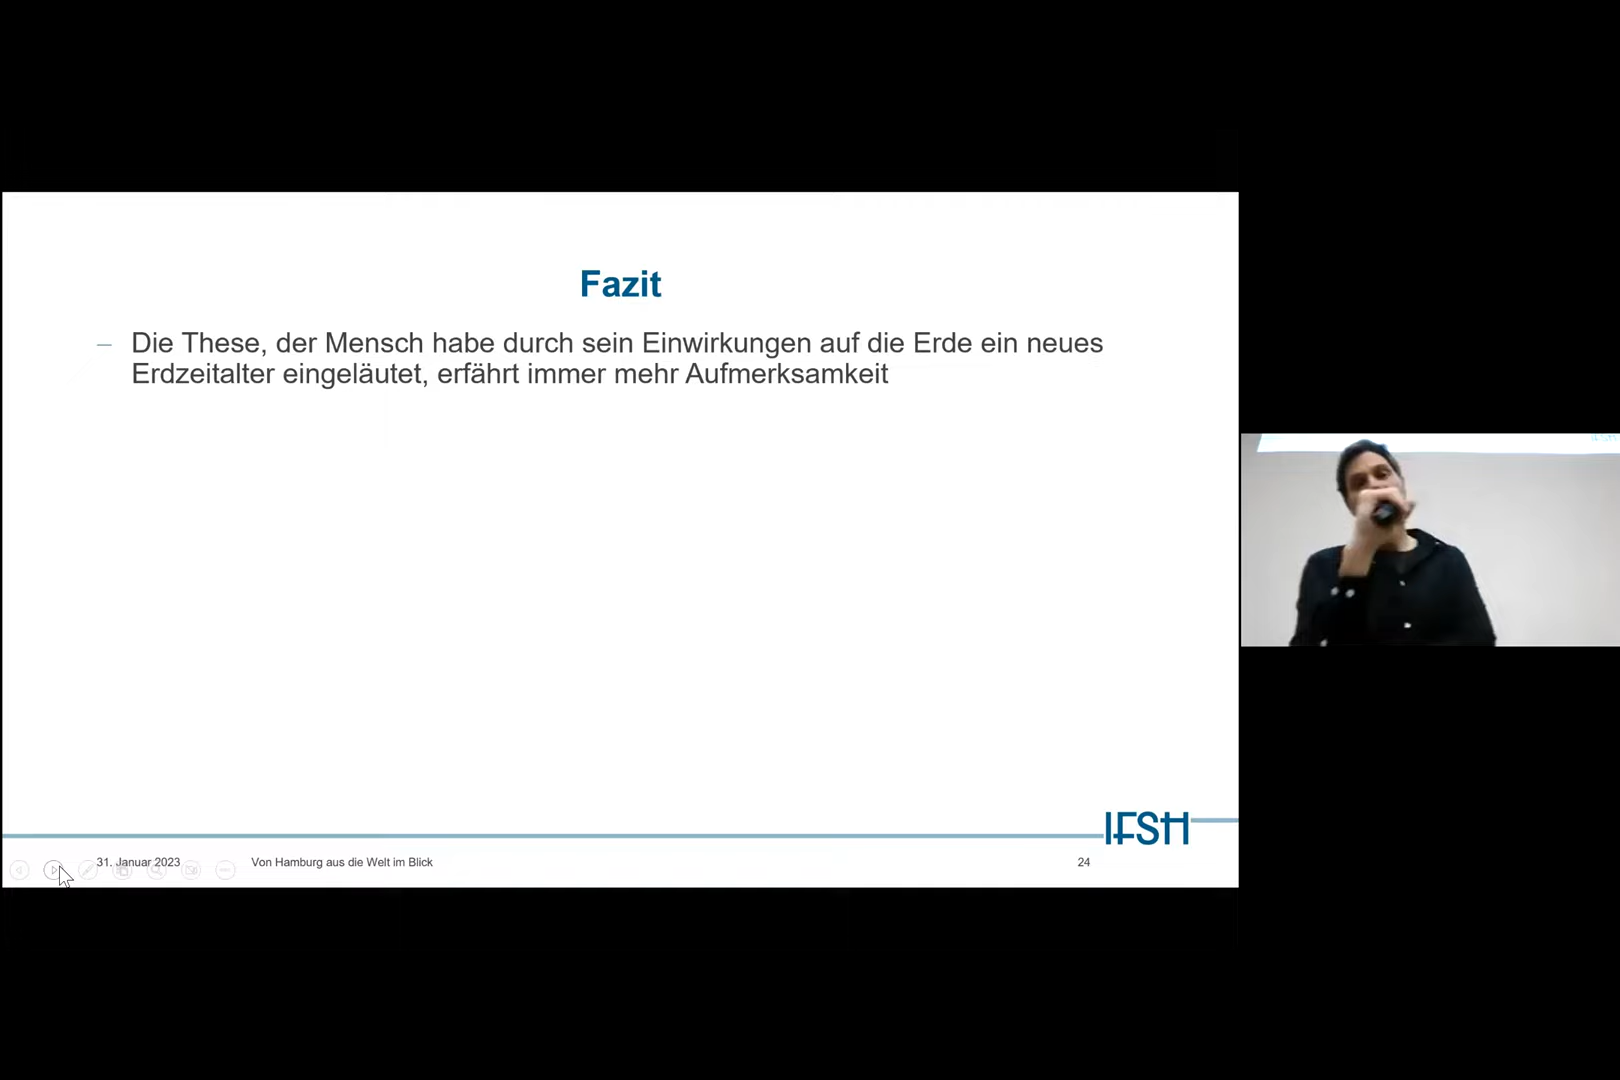 Fazit
– Die These, der Mensch habe durch sein Einwirkungen auf die Erde ein neues
Erdzeitalter eingeläutet, erfährt immer mehr Aufmerksamkeit
IFSH
31. Januar 2023 Von Hamburg aus die Welt im Blick 24